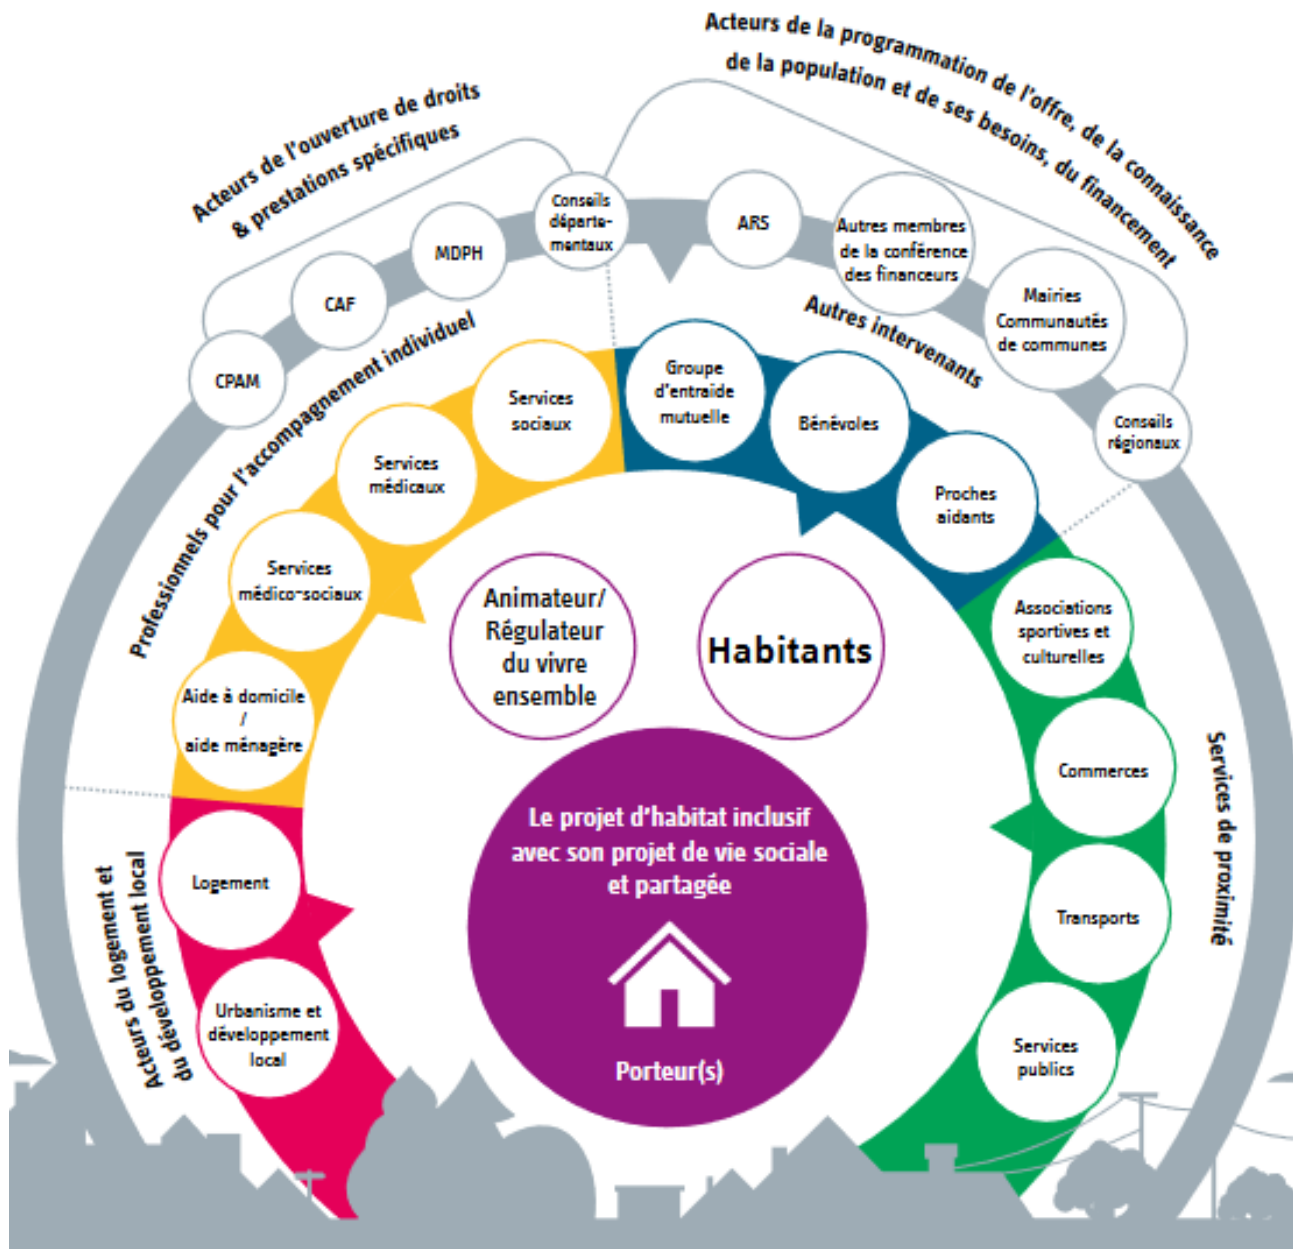 Acteurs de la programmation de l'offre, de la connaissance
de la population et de ses besoins, du financement
Acteurs de l'ouverture de droits
& prestations spécifiques
CPAM
CAF
MDPH
Conseils
départe-
mentaux
ARS
Autres membres
de la conférence
des financeurs
Mairies
Communautés
de communes
Conseils
régionaux
Professionnels pour l'accompagnement individuel
Services
sociaux
Services
médicaux
Services
médico-sociaux
Aide à domicile
/
aide ménagère
Autres intervenants
Groupe
d'entraide
mutuelle
Bénévoles
Proches
aidants
Services de proximité
Associations
sportives et
culturelles
Commerces
Transports
Services
publics
Acteurs du logement et
du développement local
Logement
Urbanisme et
développement
local
Animateur/
Régulateur
du vivre
ensemble
Habitants
Le projet d'habitat inclusif
avec son projet de vie sociale
et partagée
Porteur(s)